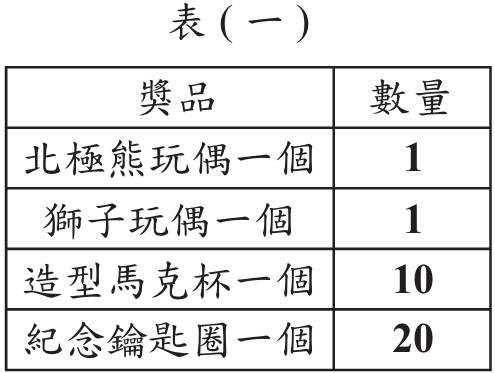 表(一)
獎品 數量
北極熊玩偶一個 1
獅子玩偶一個 1
造型馬克杯一個 10
紀念鑰匙圈一個 20